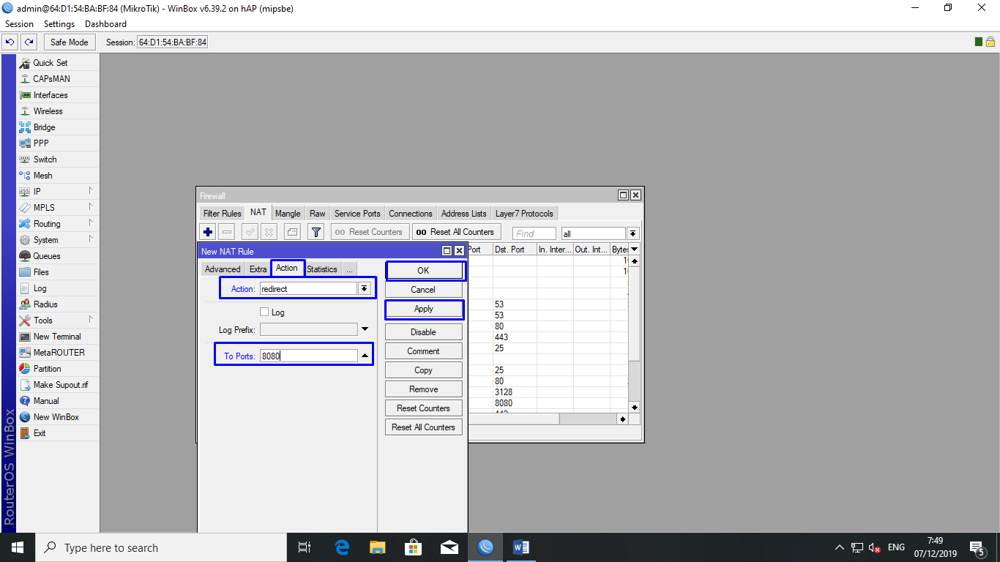 admin@64:D1:54:BA:BF:84 (MikroTik) - WinBox v6.39.2 on hAP (mipsbe)
Session Settings Dashboard
Safe Mode Session: 64:D1:54:BA:BF:84
Quick Set
CAPsMAN
Interfaces
Wireless
Bridge
PPP
Switch
Mesh
IP
MPLS
Routing
System
Queues
Files
Log
Radius
Tools
New Terminal
MetaROUTER
Partition
Make Supout.rif
Manual
New WinBox
Exit
RouterOS WinBox
Firewall
Filter Rules NAT Mangle Raw Service Ports Connections Address Lists Layer7 Protocols
00 Reset Counters 00 Reset All Counters Find all
Port Dst. Port In. Inter... Out. Int... Bytes
53
53
80
443
25
25
80
3128
8080
New NAT Rule
Advanced Extra Action Statistics ...
Action: redirect
Log
Log Prefix:
To Ports: 8080
OK
Cancel
Apply
Disable
Comment
Copy
Remove
Reset Counters
Reset All Counters
Type here to search
ENG
7:49
07/12/2019
5